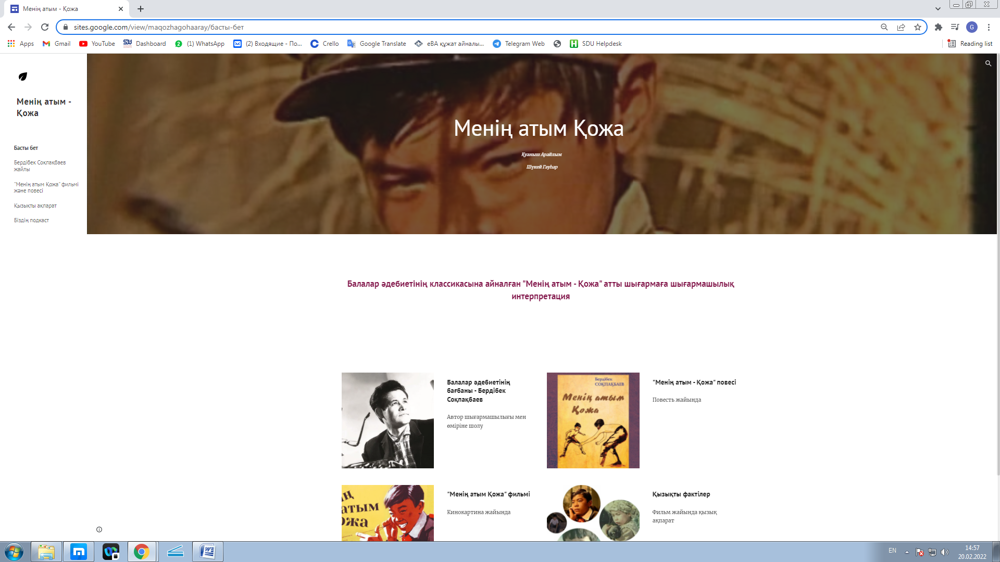 Менің атым - Қожа
sites.google.com/view/maqozhagohaaray/басты-бет
G
Apps
Gmail
YouTube
Dashboard
(1) WhatsApp
(2) Входящие - По...
Crello
Google Translate
еВА құжат айналы...
Telegram Web
SDU Helpdesk
Reading list
Менің атым -
Қожа
Басты бет
Бердібек Соқпақбаев
жайлы
"Менің атым Қожа" фильмі
және повесі
Қызықты ақпарат
Біздің подкаст
Менің атым Қожа
Қуаныш Арайлым
Шүкей Гауһар
Балалар әдебиетінің классикасына айналған "Менің атым - Қожа" атты шығармаға шығармашылық
интерпретация
Балалар әдебиетінің
бағбаны - Бердібек
Соқпақбаев
Автор шығармашылығы мен
өміріне шолу
Бердібек
СОҚПАҚБАЕВ
Менің атым
Қожа
"Менің атым - Қожа" повесі
Повесть жайында
атым
"Менің атым Қожа" фильмі
Кинокартина жайында
Қызықты фактілер
Фильм жайында қызық
ақпарат
EN
14:57
20.02.2022